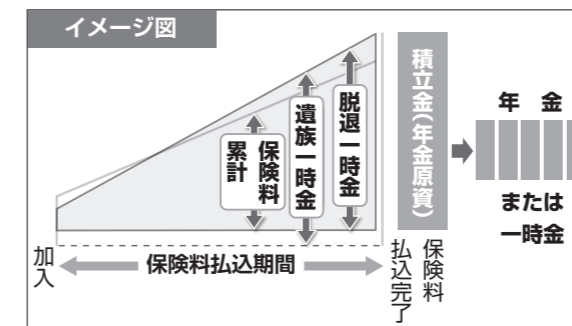 イメージ図
保険料
累計
遺族一時金
脱退一時金
積立金(年金原資)
年金
または
一時金
加入
保険料払込期間
保険料
払込完了